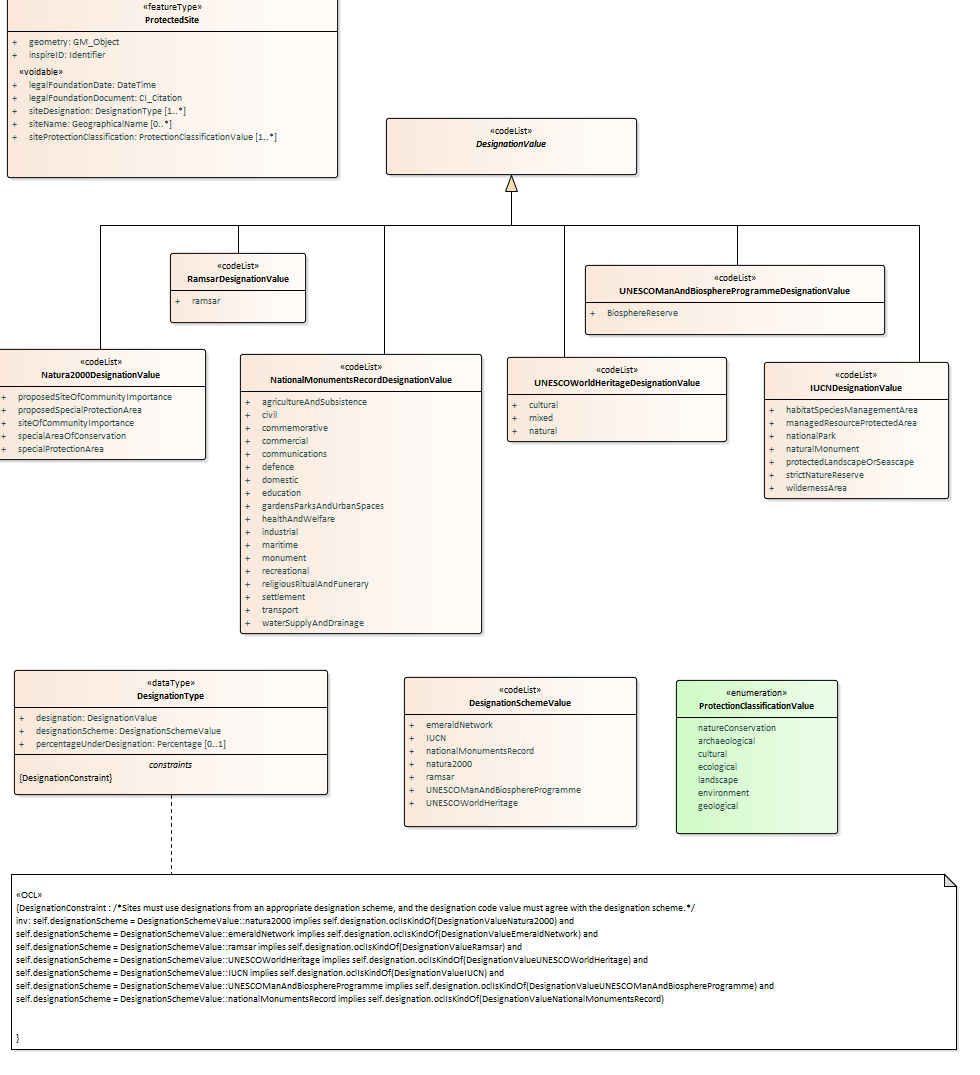 «featureType»
ProtectedSite
+ geometry: GM_Object
+ inspireID: Identifier
«voidable»
+ legalFoundationDate: DateTime
+ legalFoundationDocument: CI_Citation
+ siteDesignation: DesignationType [1..*]
+ siteName: GeographicalName [0..*]
+ siteProtectionClassification: ProtectionClassificationValue [1..*]
«codeList»
DesignationValue
«codeList»
RamsarDesignationValue
+ ramsar
«codeList»
UNESCOManAndBiosphereProgrammeDesignationValue
+ BiosphereReserve
«codeList»
Natura2000DesignationValue
+ proposedSiteOfCommunityImportance
+ proposedSpecialProtectionArea
+ siteOfCommunityImportance
+ specialAreaOfConservation
+ specialProtectionArea
«codeList»
NationalMonumentsRecordDesignationValue
+ agricultureAndSubsistence
+ civil
+ commemorative
+ commercial
+ communications
+ defence
+ domestic
+ education
+ gardensParksAndUrbanSpaces
+ healthAndWelfare
+ industrial
+ maritime
+ monument
+ recreational
+ religiousRitualAndFunerary
+ settlement
+ transport
+ waterSupplyAndDrainage
«codeList»
UNESCOWorldHeritageDesignationValue
+ cultural
+ mixed
+ natural
«codeList»
IUCNDesignationValue
+ habitatSpeciesManagementArea
+ managedResourceProtectedArea
+ nationalPark
+ naturalMonument
+ protectedLandscapeOrSeascape
+ strictNatureReserve
+ wildernessArea
«dataType»
DesignationType
+ designation: DesignationValue
+ designationScheme: DesignationSchemeValue
+ percentageUnderDesignation: Percentage [0..1]
constraints
{DesignationConstraint}
«codeList»
DesignationSchemeValue
+ emeraldNetwork
+ IUCN
+ nationalMonumentsRecord
+ natura2000
+ ramsar
+ UNESCOManAndBiosphereProgramme
+ UNESCOWorldHeritage
«enumeration»
ProtectionClassificationValue
natureConservation
archaeological
cultural
ecological
landscape
environment
geological
«OCL»
{DesignationConstraint : /*Sites must use designations from an appropriate designation scheme, and the designation code value must agree with the designation scheme.*/
inv: self.designationScheme = DesignationSchemeValue::natura2000 implies self.designation.oclIsKindOf(DesignationValueNatura2000) and
self.designationScheme = DesignationSchemeValue::emeraldNetwork implies self.designation.oclIsKindOf(DesignationValueEmeraldNetwork) and
self.designationScheme = DesignationSchemeValue::ramsar implies self.designation.oclIsKindOf(DesignationValueRamsar) and
self.designationScheme = DesignationSchemeValue::UNESCOWorldHeritage implies self.designation.oclIsKindOf(DesignationValueUNESCOWorldHeritage) and
self.designationScheme = DesignationSchemeValue::IUCN implies self.designation.oclIsKindOf(DesignationValueIUCN) and
self.designationScheme = DesignationSchemeValue::UNESCOManAndBiosphereProgramme implies self.designation.oclIsKindOf(DesignationValueUNESCOManAndBiosphereProgramme) and
self.designationScheme = DesignationSchemeValue::nationalMonumentsRecord implies self.designation.oclIsKindOf(DesignationValueNationalMonumentsRecord)
}